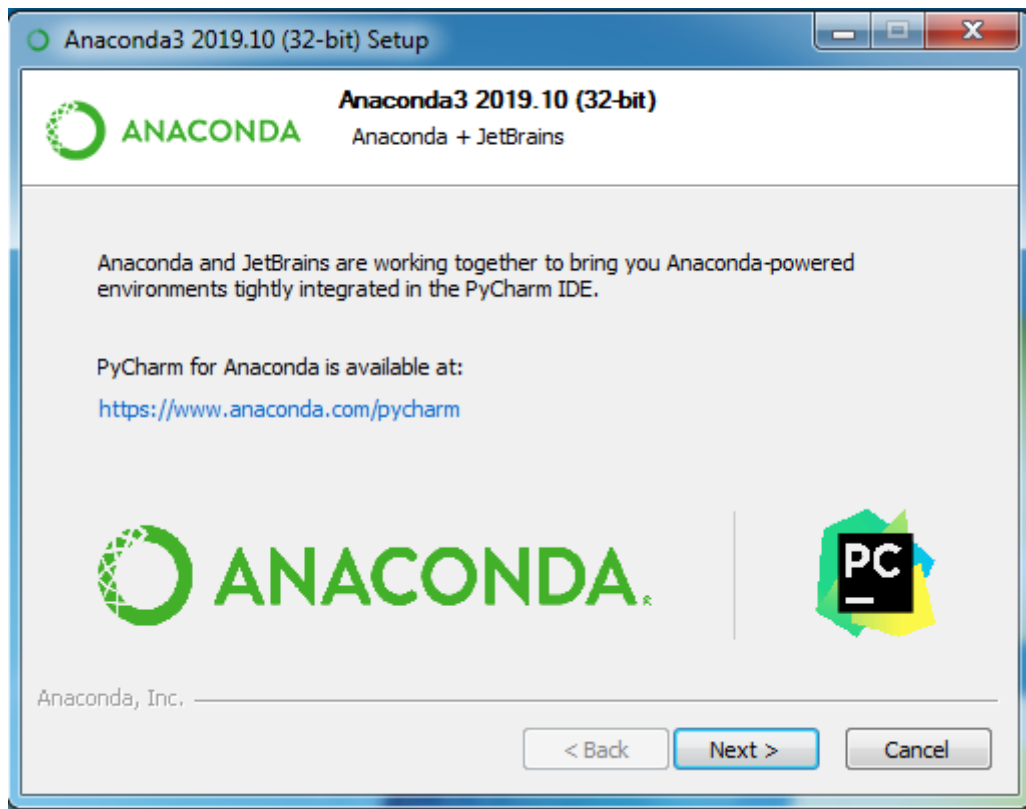 Anaconda3 2019.10 (32-bit) Setup
Anaconda3 2019.10 (32-bit)
ANACONDA
Anaconda + JetBrains
Anaconda and JetBrains are working together to bring you Anaconda-powered
environments tightly integrated in the PyCharm IDE.
PyCharm for Anaconda is available at:
https://www.anaconda.com/pycharm
ANACONDA®
PC
Anaconda, Inc.
< Back Next > Cancel